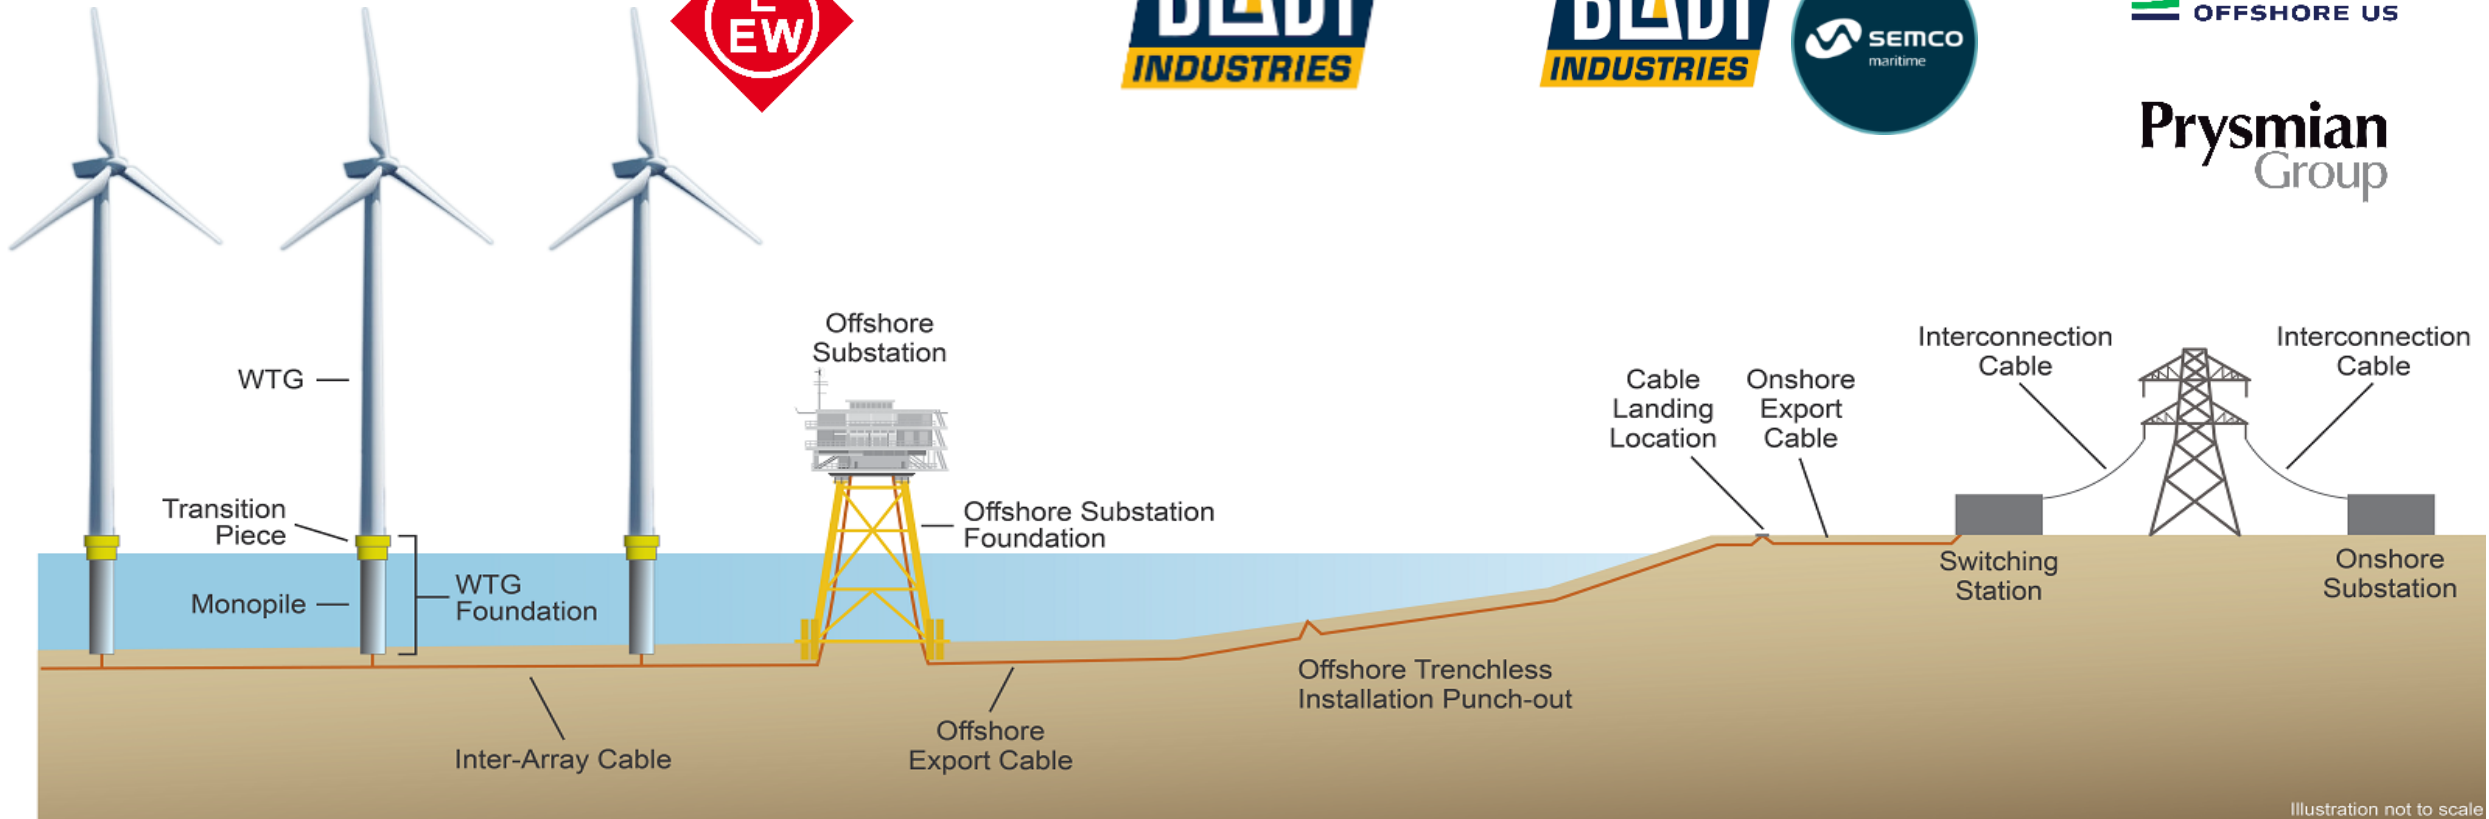 EW
INDUSTRIES
INDUSTRIES
SEMCO
maritime
OFFSHORE US
Prysmian
Group
Offshore
Substation
WTG
Transition
Piece
Monopile
WTG
Foundation
Offshore Substation
Foundation
Inter-Array Cable
Offshore
Export Cable
Offshore Trenchless
Installation Punch-out
Cable
Landing
Location
Onshore
Export
Cable
Interconnection
Cable
Interconnection
Cable
Switching
Station
Onshore
Substation
Illustration not to scale